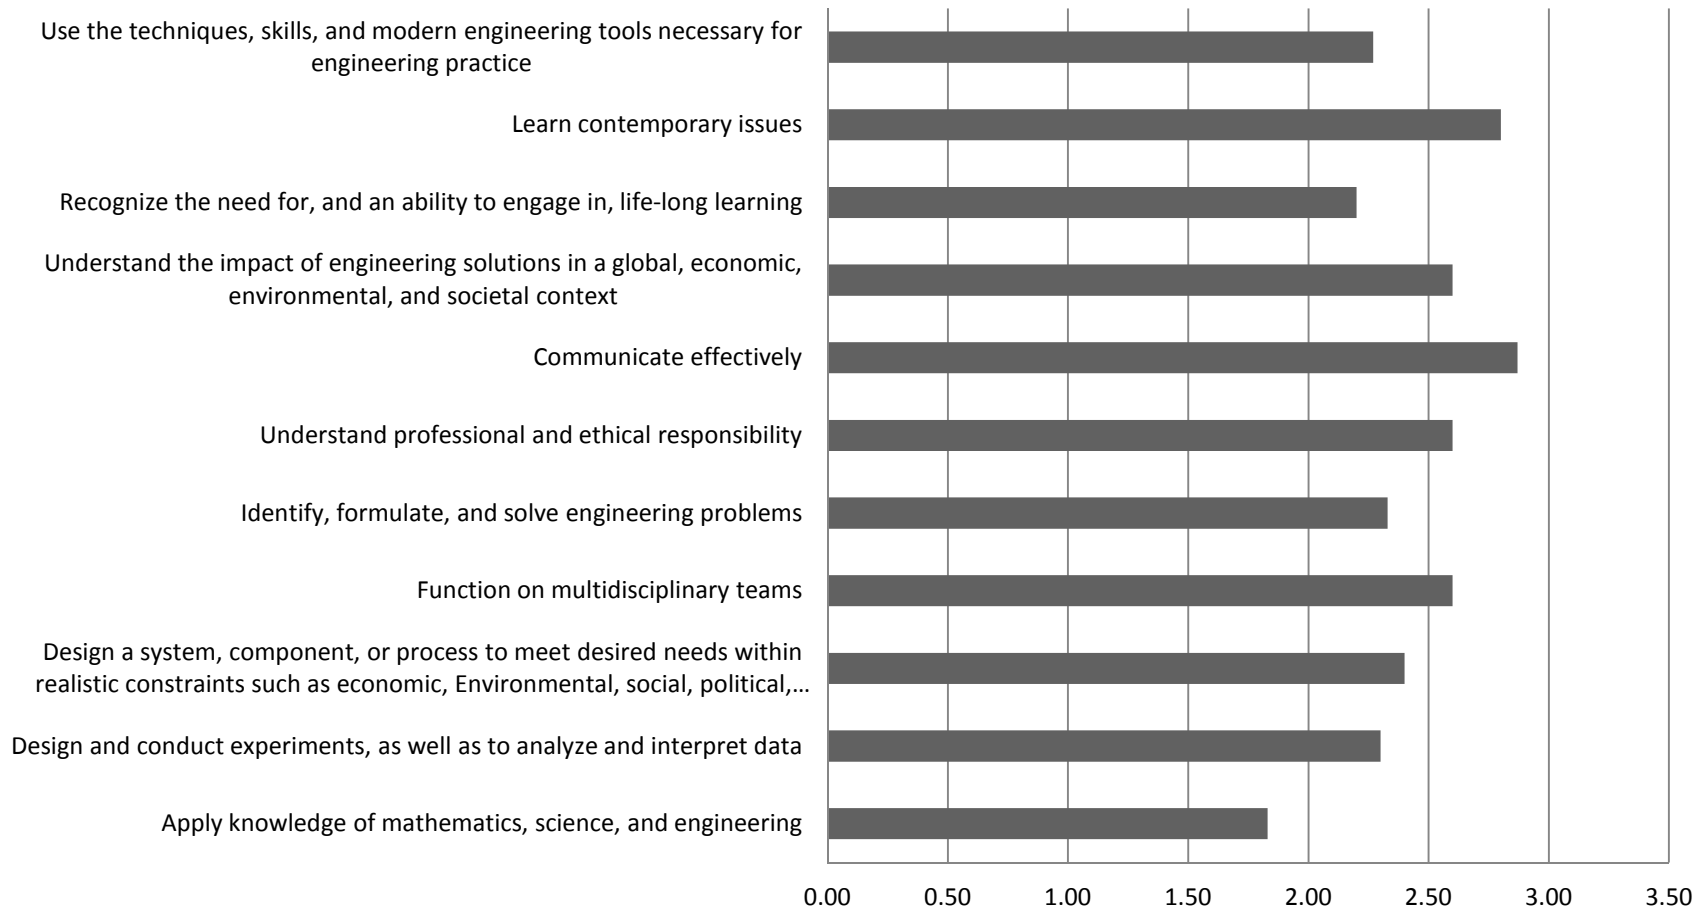 Use the techniques, skills, and modern engineering tools necessary for
engineering practice
Learn contemporary issues
Recognize the need for, and an ability to engage in, life-long learning
Understand the impact of engineering solutions in a global, economic,
environmental, and societal context
Communicate effectively
Understand professional and ethical responsibility
Identify, formulate, and solve engineering problems
Function on multidisciplinary teams
Design a system, component, or process to meet desired needs within
realistic constraints such as economic, Environmental, social, political,...
Design and conduct experiments, as well as to analyze and interpret data
Apply knowledge of mathematics, science, and engineering
0.00 0.50 1.00 1.50 2.00 2.50 3.00 3.50